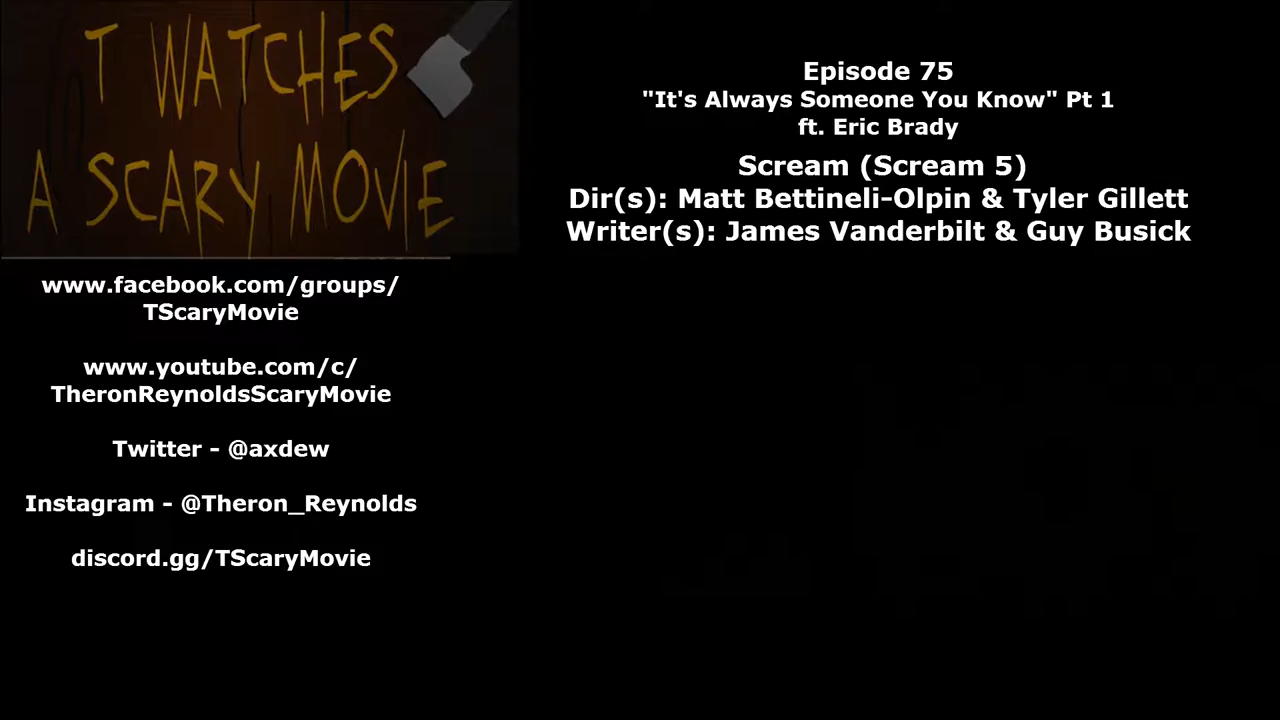 T WATCHES
A SCARY MOVIE
www.facebook.com/groups/
TScaryMovie
www.youtube.com/c/
TheronReynoldsScaryMovie
Twitter - @axdew
Instagram - @Theron_Reynolds
discord.gg/TScaryMovie
Episode 75
"It's Always Someone You Know" Pt 1
ft. Eric Brady
Scream (Scream 5)
Dir(s): Matt Bettineli-Olpin & Tyler Gillett
Writer(s): James Vanderbilt & Guy Busick